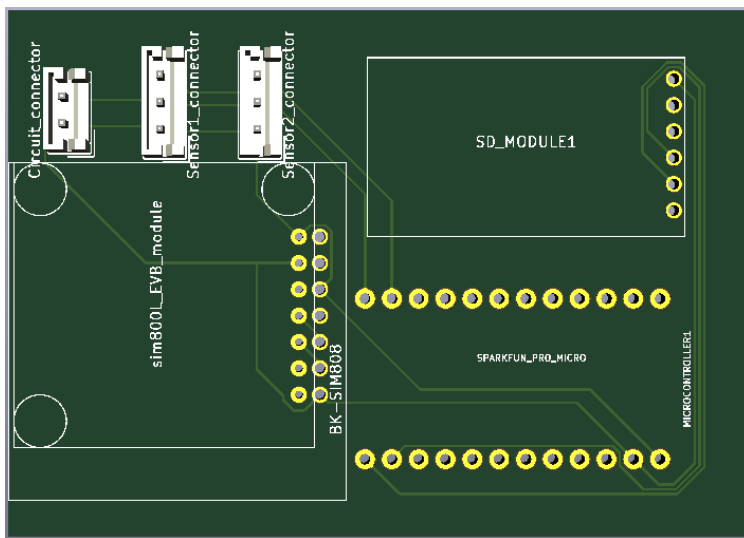 Circuit_connector
Sensor1_connector
Sensor2_connector
SD_MODULE1
sim800L_EVB_module
BK-SIM808
SPARKFUN_PRO_MICRO
MICROCONTROLLER1